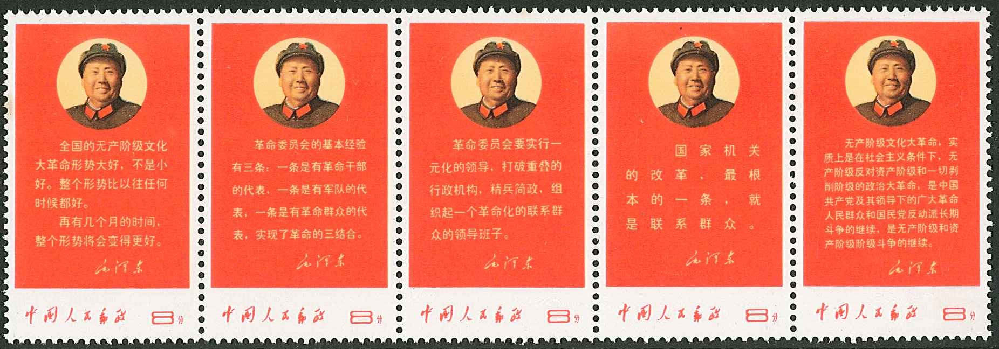 全国的无产阶级文化
大革命形势大好，不是小
好。整个形势比以往任何
时候都好。
再有几个月的时间，
整个形势将会变得更好。
毛泽东
中国人民邮政 8分
革命委员会的基本经验
有三条：一条是有革命干部
的代表，一条是有军队的代
表，一条是有革命群众的代
表，实现了革命的三结合。
毛泽东
中国人民邮政 8分
革命委员会要实行一
元化的领导，打破重叠的
行政机构，精兵简政，组
织起一个革命化的联系群
众的领导班子。
毛泽东
中国人民邮政 8分
国家机关
的改革，最根
本的一条，就
是联系群众。
毛泽东
中国人民邮政 8分
无产阶级文化大革命，实
质上是在社会主义条件下，无
产阶级反对资产阶级和一切剥
削阶级的政治大革命，是中国
共产党及其领导下的广大革命
人民群众和国民党反动派长期
斗争的继续，是无产阶级和资
产阶级阶级斗争的继续。
毛泽东
中国人民邮政 8分